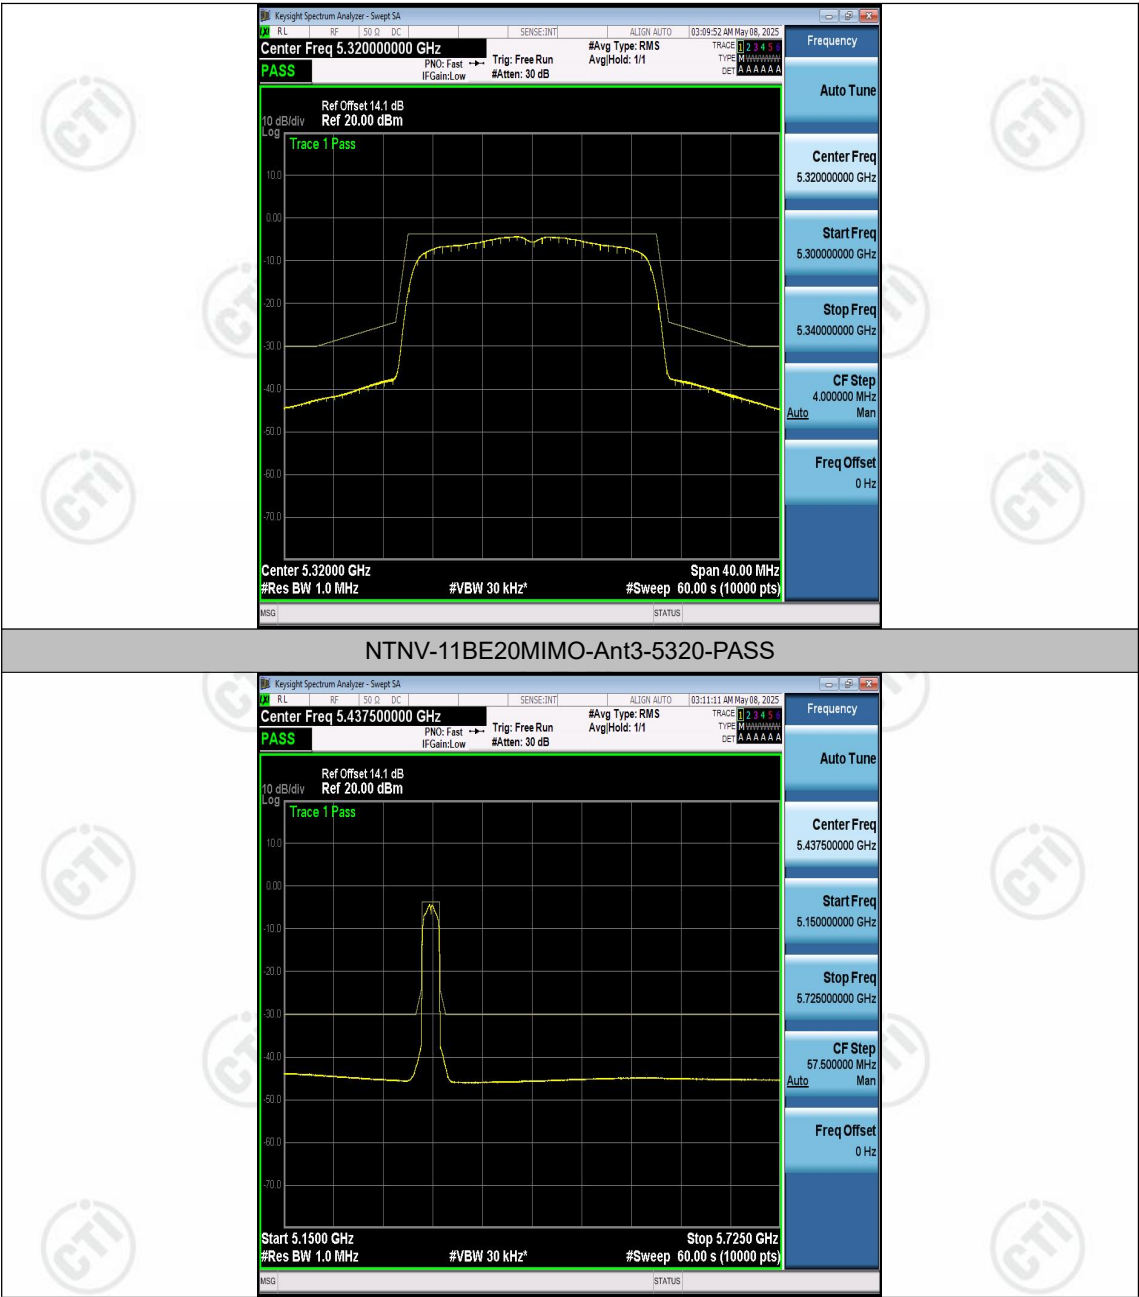 Keysight Spectrum Analyzer - Swept SA
RL RF 50 Ω DC SENSE:INT ALIGN AUTO 03:09:52 AM May 08, 2025
Center Freq 5.320000000 GHz
PASS
PNO: Fast
IFGain:Low
Trig: Free Run
#Atten: 30 dB
#Avg Type: RMS
Avg|Hold: 1/1
TRACE 1 2 3 4 5 6
TYPE M WWWWW
DET A A A A A A
Frequency
Auto Tune
Ref Offset 14.1 dB
10 dB/div Ref 20.00 dBm
Log
Trace 1 Pass
10.0
0.00
-10.0
-20.0
-30.0
-40.0
-50.0
-60.0
-70.0
Center Freq
5.320000000 GHz
Start Freq
5.300000000 GHz
Stop Freq
5.340000000 GHz
CF Step
4.000000 MHz
Auto Man
Freq Offset
0 Hz
Center 5.32000 GHz Span 40.00 MHz
#Res BW 1.0 MHz #VBW 30 kHz* #Sweep 60.00 s (10000 pts)
MSG STATUS
NTNV-11BE20MIMO-Ant3-5320-PASS
Keysight Spectrum Analyzer - Swept SA
RL RF 50 Ω DC SENSE:INT ALIGN AUTO 03:11:11 AM May 08, 2025
Center Freq 5.437500000 GHz
PASS
PNO: Fast
IFGain:Low
Trig: Free Run
#Atten: 30 dB
#Avg Type: RMS
Avg|Hold: 1/1
TRACE 1 2 3 4 5 6
TYPE M WWWWW
DET A A A A A A
Frequency
Auto Tune
Ref Offset 14.1 dB
10 dB/div Ref 20.00 dBm
Log
Trace 1 Pass
10.0
0.00
-10.0
-20.0
-30.0
-40.0
-50.0
-60.0
-70.0
Center Freq
5.437500000 GHz
Start Freq
5.150000000 GHz
Stop Freq
5.725000000 GHz
CF Step
57.500000 MHz
Auto Man
Freq Offset
0 Hz
Start 5.1500 GHz Stop 5.7250 GHz
#Res BW 1.0 MHz #VBW 30 kHz* #Sweep 60.00 s (10000 pts)
MSG STATUS
CTI
CTI
CTI
CTI
CTI
CTI
CTI
CTI
CTI
CTI
CTI
CTI